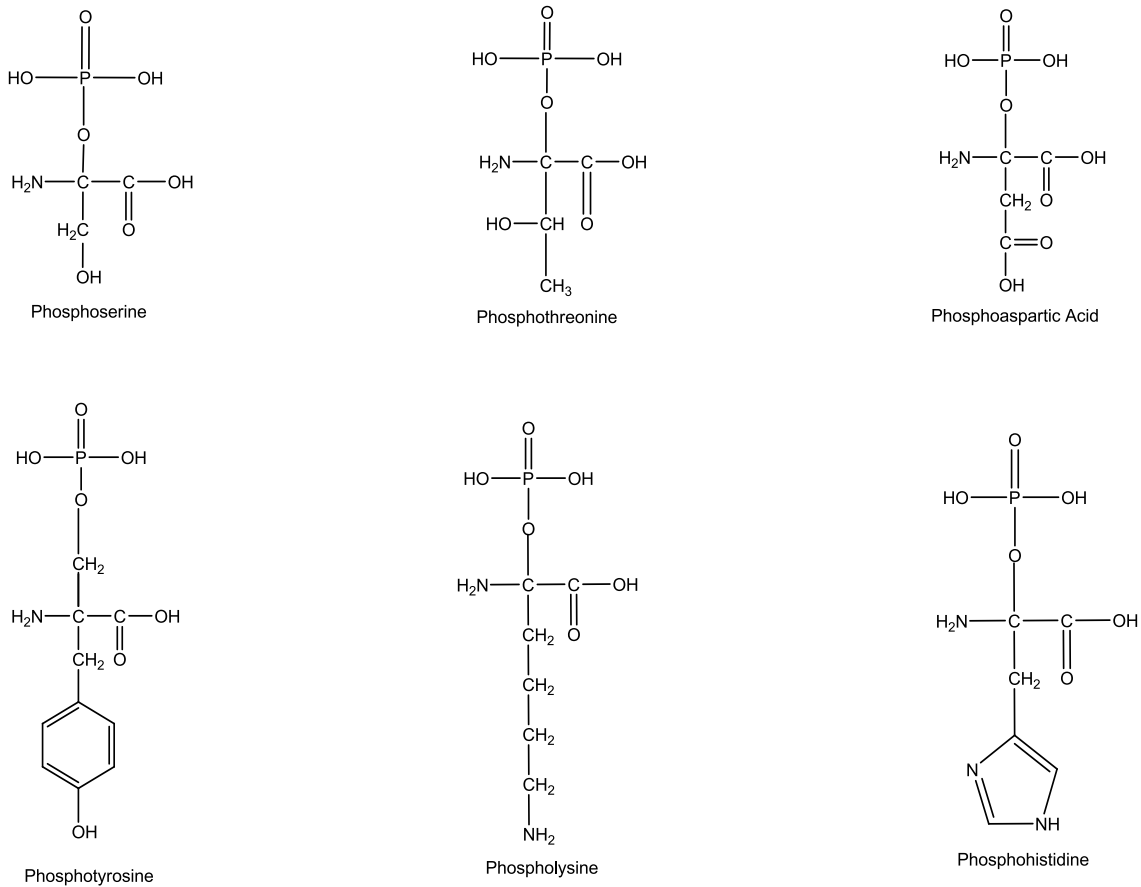 O O O
HO P OH HO P OH HO P OH
O O O
H₂N C C OH H₂N C C OH H₂N C C OH
H₂C O HO CH O CH₂ O
OH CH₃ C O
OH
Phosphoserine Phosphothreonine Phosphoaspartic Acid
O O O
HO P OH HO P OH HO P OH
O O O
CH₂
H₂N C C OH H₂N C C OH H₂N C C OH
CH₂ O CH₂ O CH₂ O
CH₂
CH₂ N
CH₂ NH
OH NH₂
Phosphotyrosine Phospholysine Phosphohistidine